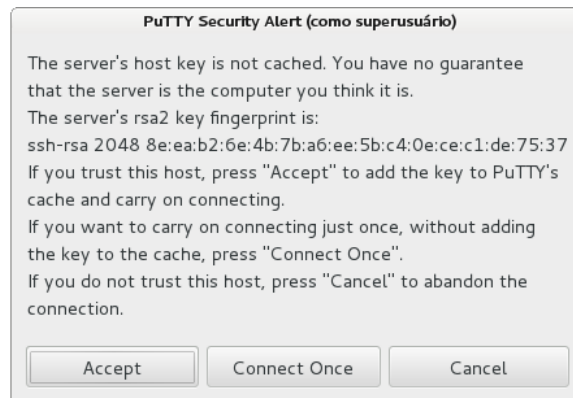 PuTTY Security Alert (como superusuário)
The server's host key is not cached. You have no guarantee
that the server is the computer you think it is.
The server's rsa2 key fingerprint is:
ssh-rsa 2048 8e:ea:b2:6e:4b:7b:a6:ee:5b:c4:0e:ce:c1:de:75:37
If you trust this host, press "Accept" to add the key to PuTTY's
cache and carry on connecting.
If you want to carry on connecting just once, without adding
the key to the cache, press "Connect Once".
If you do not trust this host, press "Cancel" to abandon the
connection.
Accept
Connect Once
Cancel